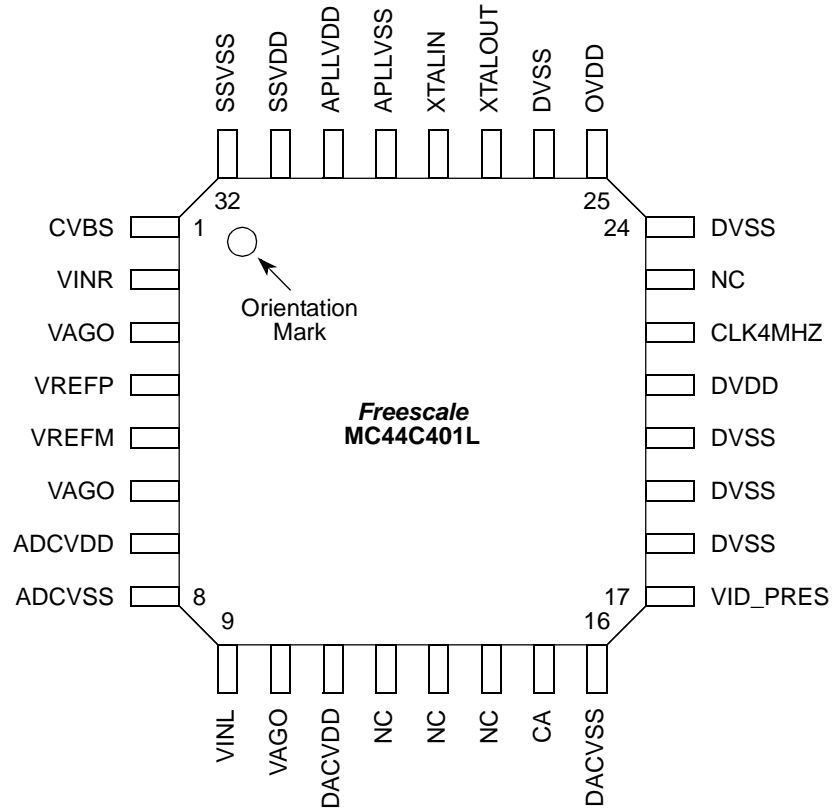 SSVSS
SSVDD
APLLVDD
APLLVSS
XTALIN
XTALOUT
DVSS
OVDD
32
25
CVBS
1
24
DVSS
VINR
NC
Orientation
Mark
VAGO
CLK4MHZ
VREFP
DVDD
Freescale
MC44C401L
VREFM
DVSS
VAGO
DVSS
ADCVDD
DVSS
ADCVSS
8
17
VID_PRES
9
16
VINL
VAGO
DACVDD
NC
NC
NC
CA
DACVSS